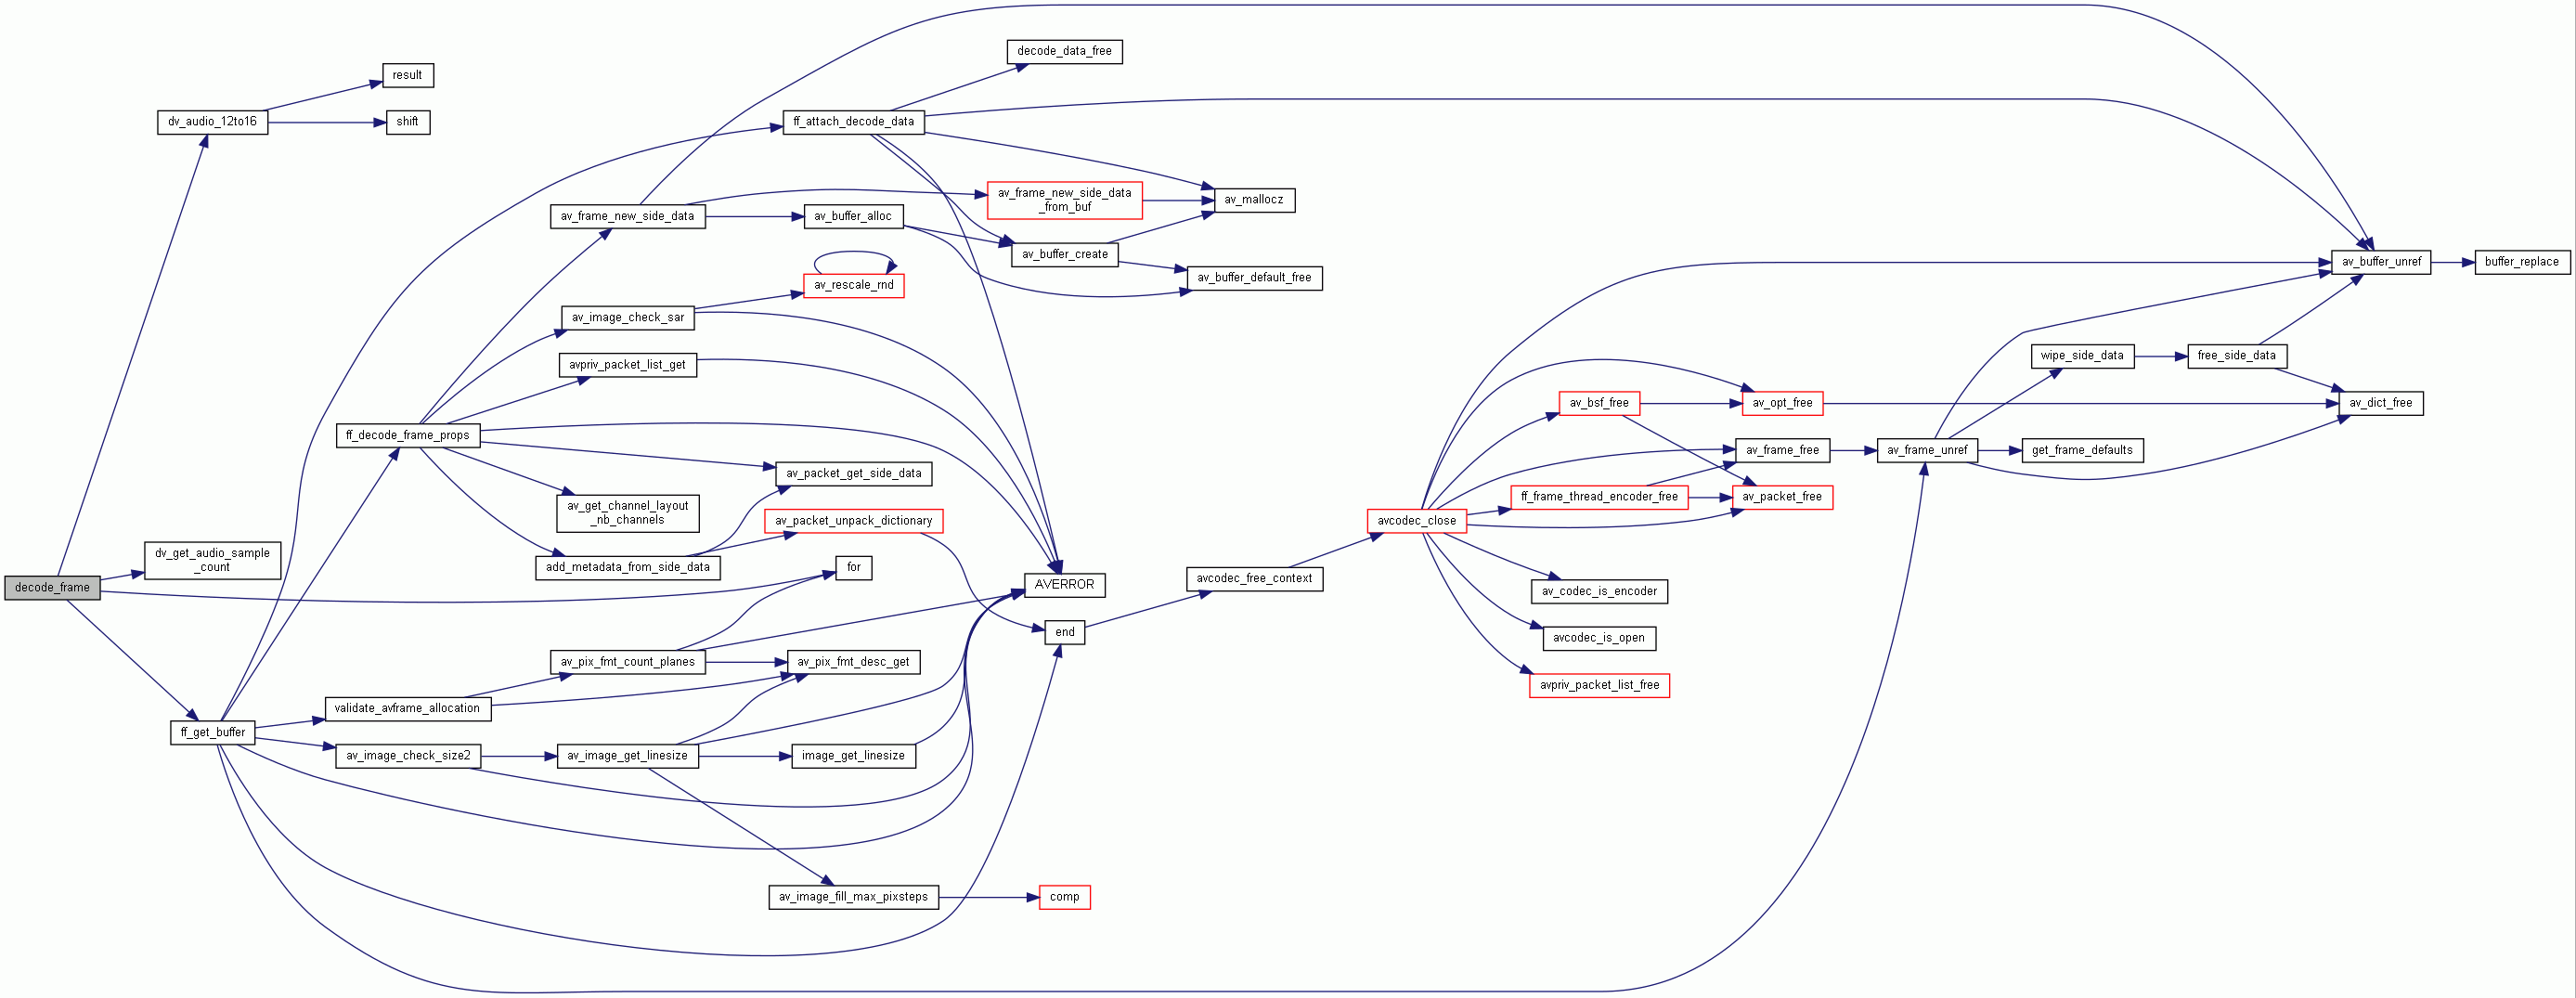 decode_data_free
result
dv_audio_12to16
shift
ff_attach_decode_data
av_frame_new_side_data
_from_buf
av_mallocz
av_frame_new_side_data
av_buffer_alloc
av_buffer_create
av_buffer_unref
buffer_replace
av_buffer_default_free
av_rescale_rnd
av_image_check_sar
avpriv_packet_list_get
wipe_side_data
free_side_data
av_bsf_free
av_opt_free
av_dict_free
ff_decode_frame_props
av_frame_free
av_frame_unref
get_frame_defaults
av_packet_get_side_data
ff_frame_thread_encoder_free
av_packet_free
av_get_channel_layout
_nb_channels
av_packet_unpack_dictionary
avcodec_close
dv_get_audio_sample
_count
add_metadata_from_side_data
for
decode_frame
AVERROR
avcodec_free_context
av_codec_is_encoder
end
avcodec_is_open
av_pix_fmt_count_planes
av_pix_fmt_desc_get
avpriv_packet_list_free
validate_avframe_allocation
ff_get_buffer
av_image_check_size2
av_image_get_linesize
image_get_linesize
av_image_fill_max_pixsteps
comp